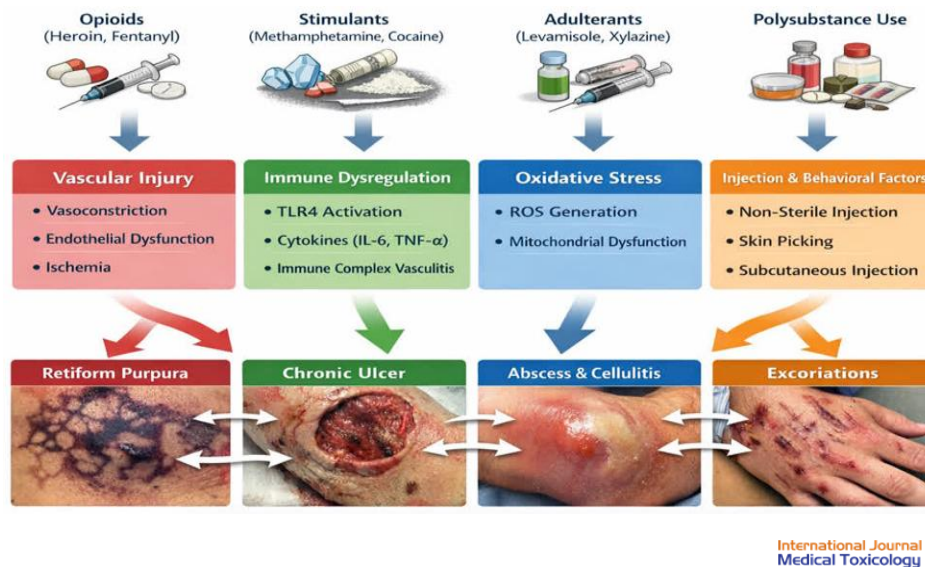 Opioids
(Heroin, Fentanyl)
Stimulants
(Methamphetamine, Cocaine)
Adulterants
(Levamisole, Xylazine)
Polysubstance Use
Vascular Injury
• Vasoconstriction
• Endothelial Dysfunction
• Ischemia
Immune Dysregulation
• TLR4 Activation
• Cytokines (IL-6, TNF-α)
• Immune Complex Vasculitis
Oxidative Stress
• ROS Generation
• Mitochondrial Dysfunction
Injection & Behavioral Factors
• Non-Sterile Injection
• Skin Picking
• Subcutaneous Injection
Retiform Purpura
Chronic Ulcer
Abscess & Cellulitis
Excoriations
International Journal
Medical Toxicology